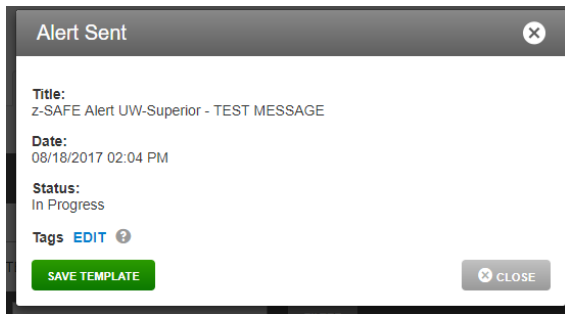 Alert Sent
Title:
z-SAFE Alert UW-Superior - TEST MESSAGE
Date:
08/18/2017 02:04 PM
Status:
In Progress
Tags EDIT ?
SAVE TEMPLATE
CLOSE